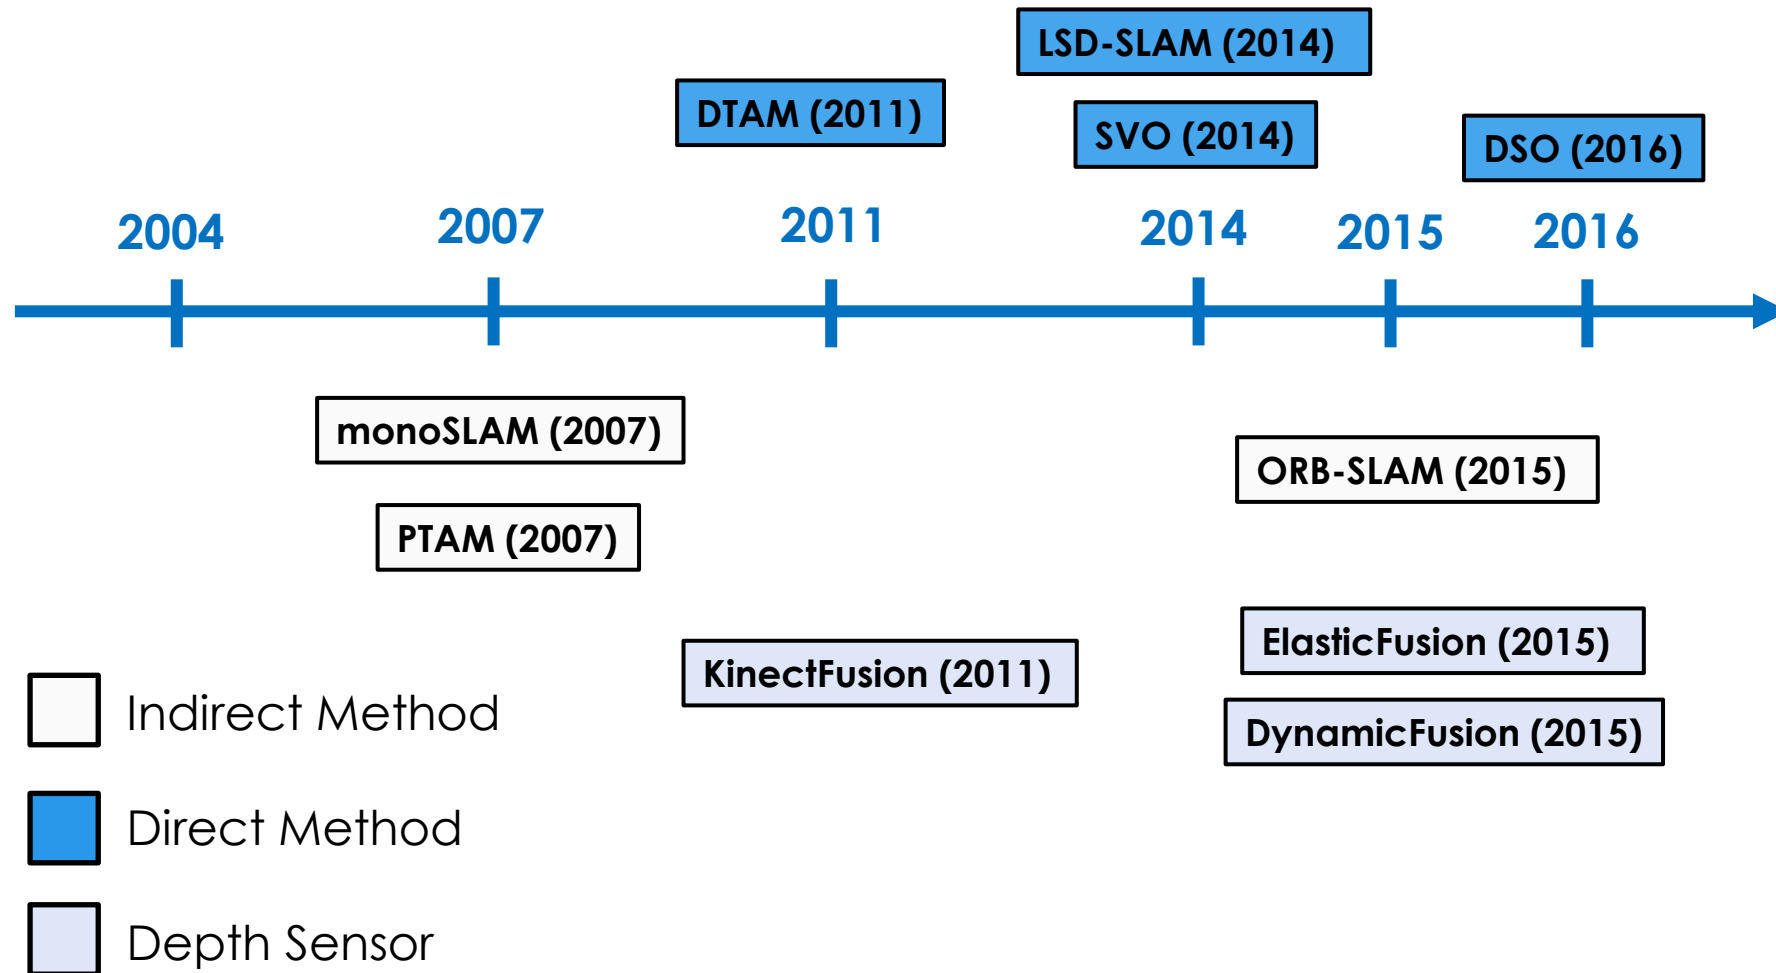 LSD-SLAM (2014)
DTAM (2011)
SVO (2014)
DSO (2016)
2004
2007
2011
2014
2015
2016
monoSLAM (2007)
ORB-SLAM (2015)
PTAM (2007)
ElasticFusion (2015)
KinectFusion (2011)
DynamicFusion (2015)
Indirect Method
Direct Method
Depth Sensor